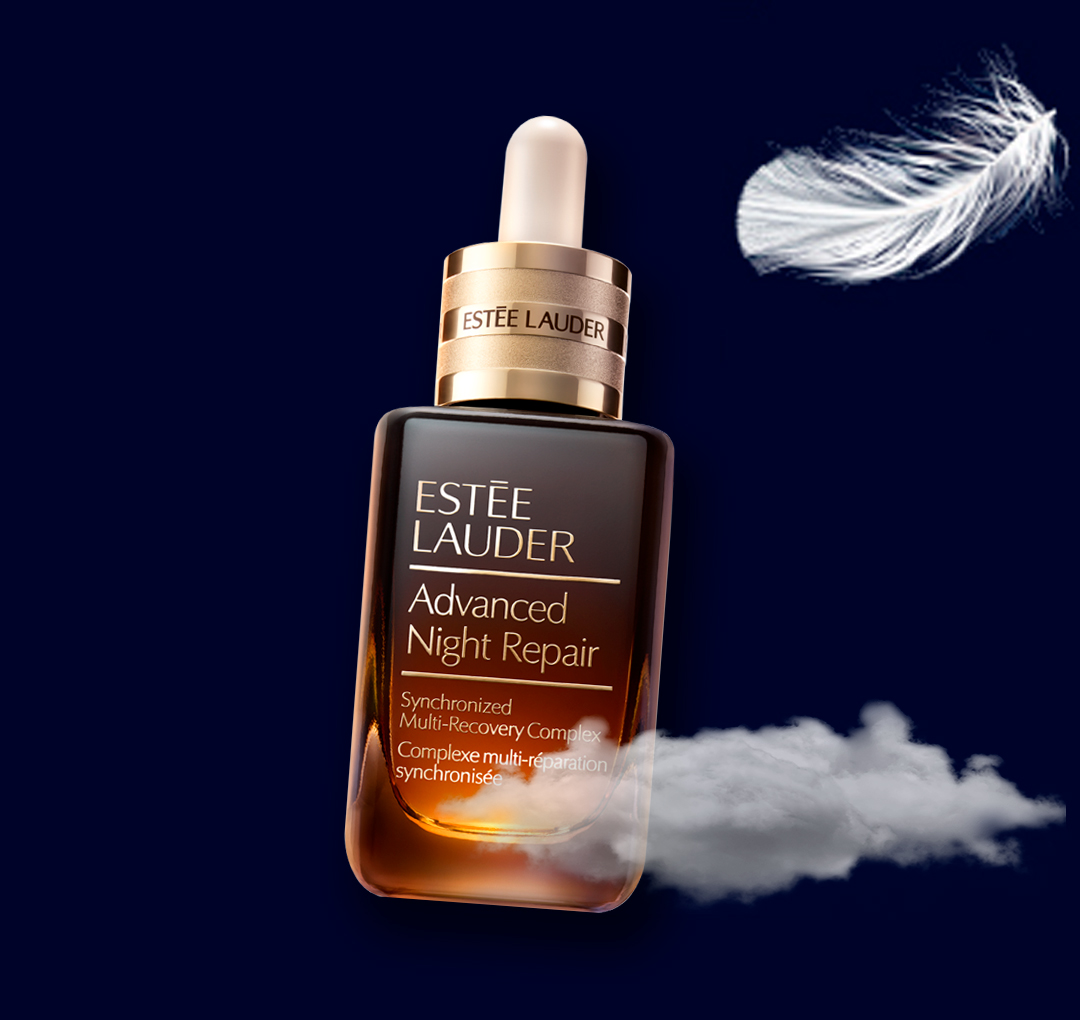 ESTĒE LAUDER
ESTĒE
LAUDER
Advanced
Night Repair
Synchronized
Multi-Recovery Complex
Complexe multi-réparation
synchronisée